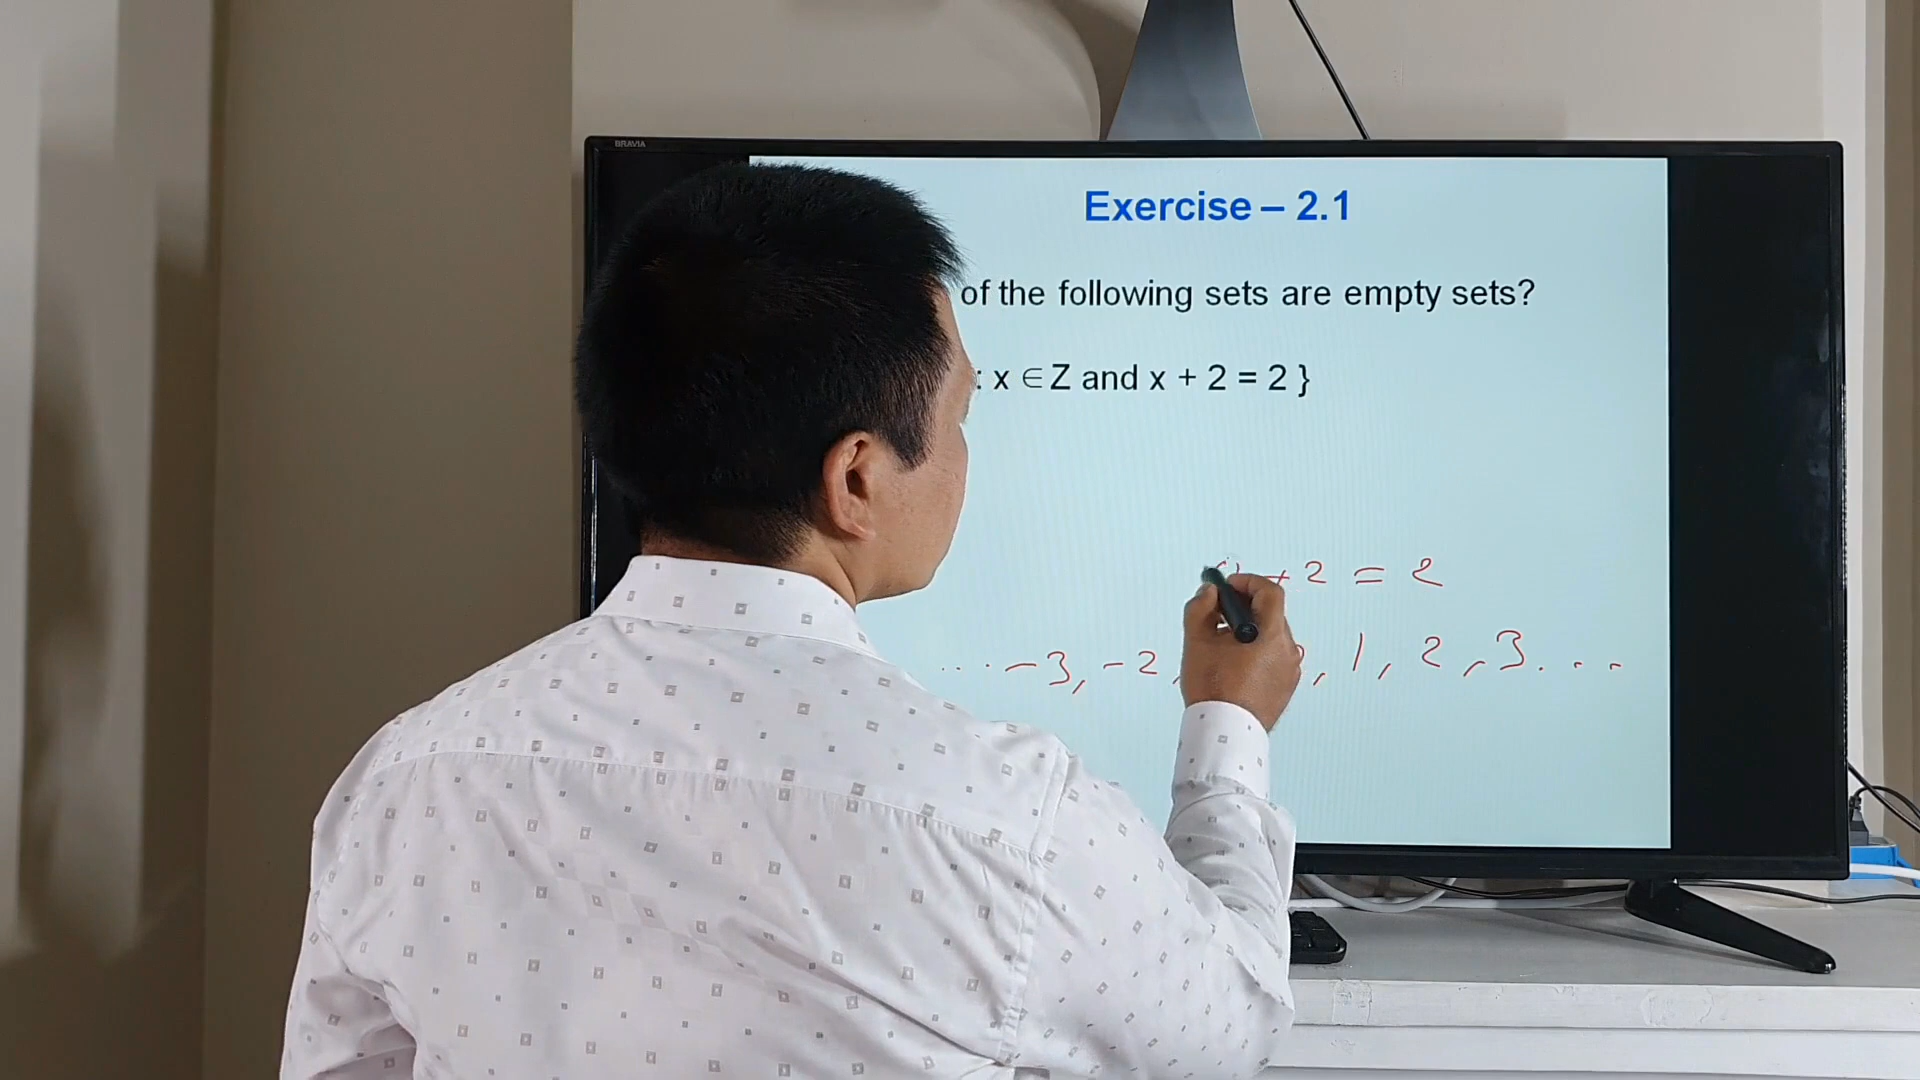 BRAVIA
Exercise – 2.1
of the following sets are empty sets?
: x ∈ Z and x + 2 = 2 }
+ 2 = 2
... -3, -2, , 1, 2, 3...